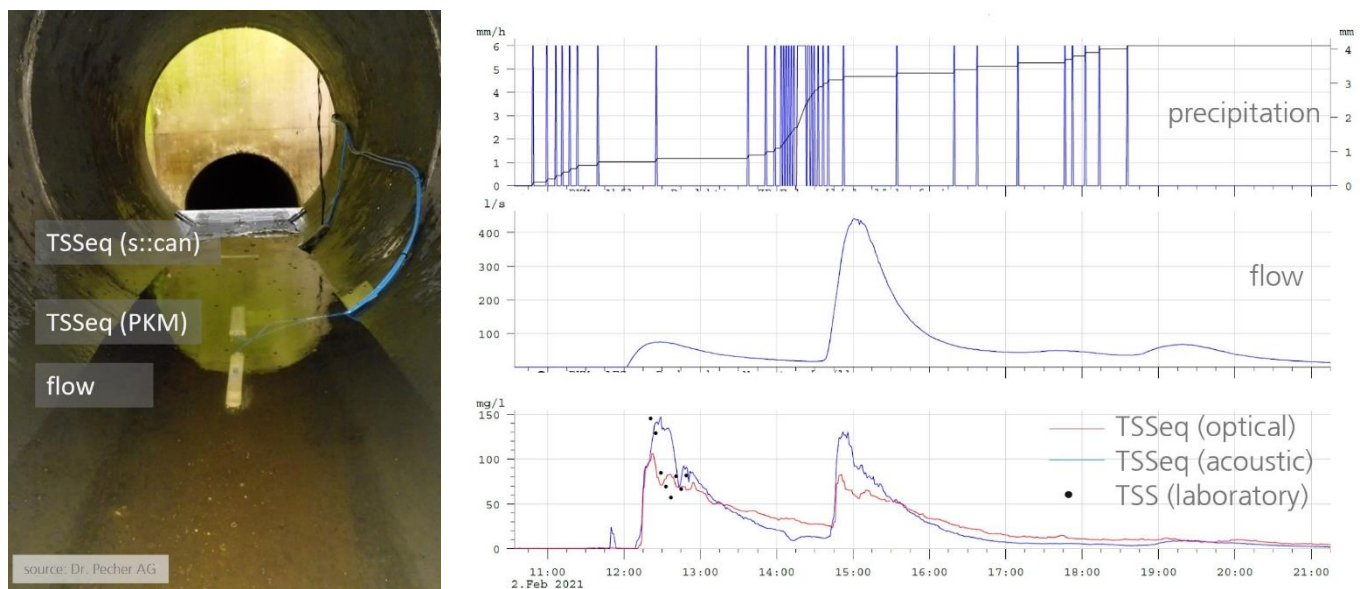 TSSeq (s::can)
TSSeq (PKM)
flow
source: Dr. Pecher AG
mm/h
mm
6
5
4
3
2
1
0
4
3
2
1
0
precipitation
l/s
400
300
200
100
flow
mg/l
150
100
50
0
TSSeq (optical)
TSSeq (acoustic)
TSS (laboratory)
11:00 12:00 13:00 14:00 15:00 16:00 17:00 18:00 19:00 20:00 21:00
2.Feb 2021